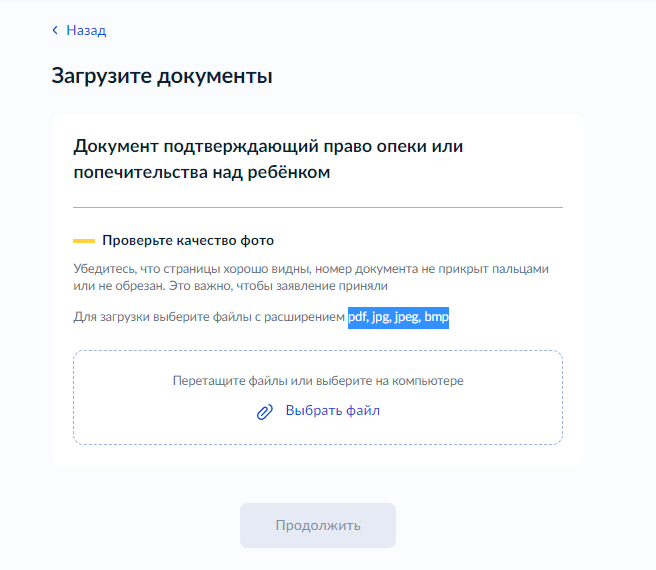 Назад
Загрузите документы
Документ подтверждающий право опеки или
попечительства над ребёнком
Проверьте качество фото
Убедитесь, что страницы хорошо видны, номер документа не прикрыт пальцами
или не обрезан. Это важно, чтобы заявление приняли
Для загрузки выберите файлы с расширением pdf, jpg, jpeg, bmp
Перетащите файлы или выберите на компьютере
Выбрать файл
Продолжить